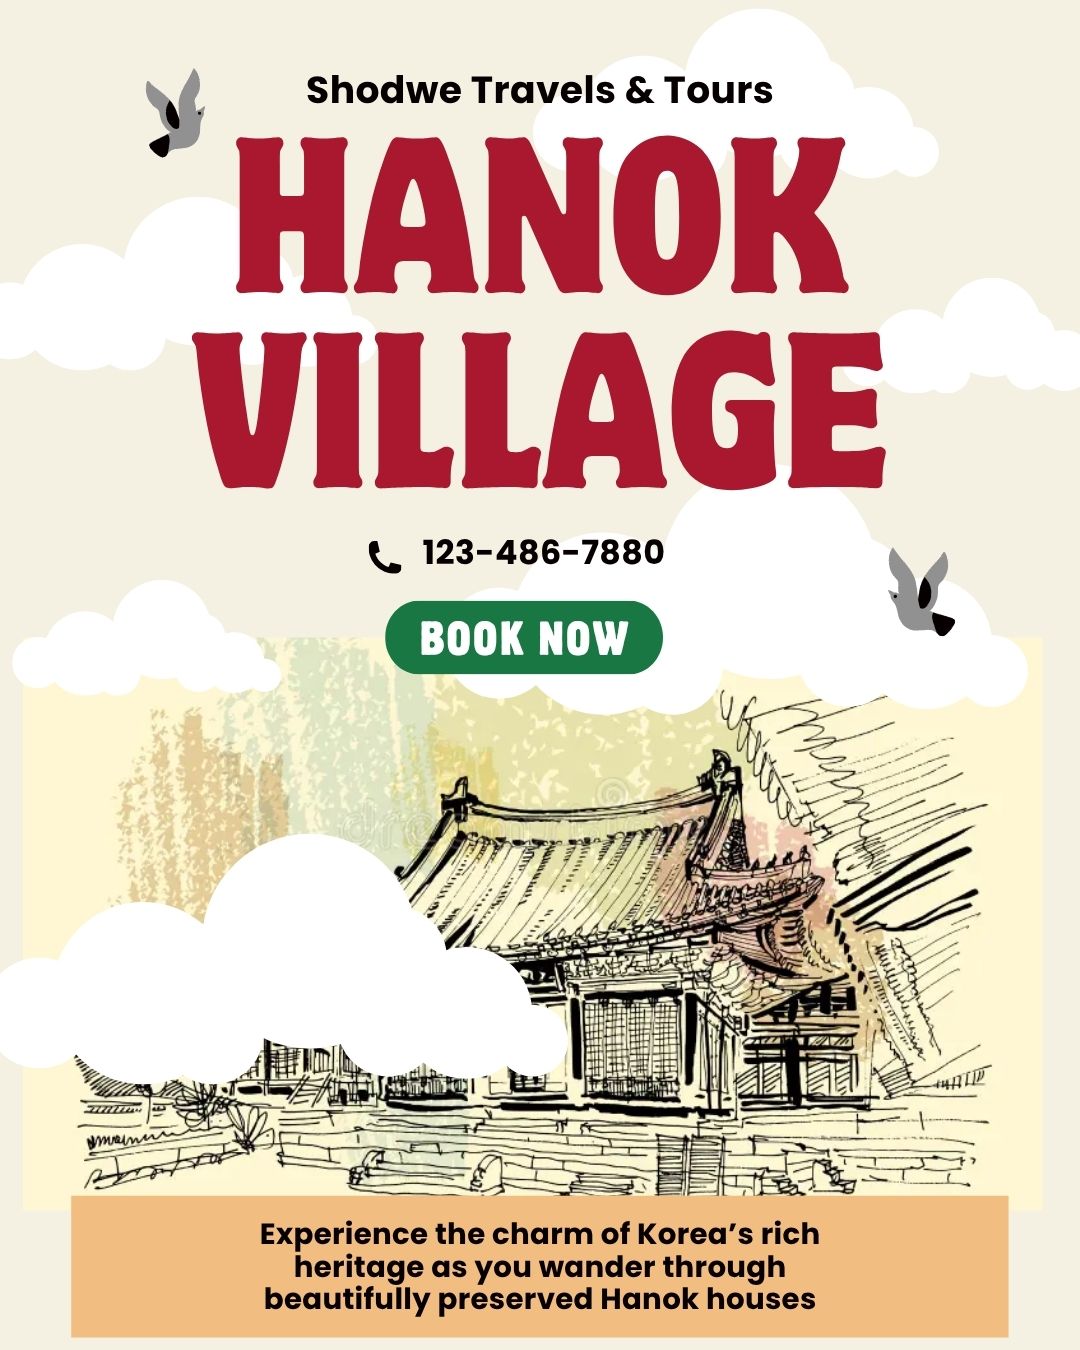 Shodwe Travels & Tours
HANOK
VILLAGE
123-486-7880
BOOK NOW
Experience the charm of Korea’s rich
heritage as you wander through
beautifully preserved Hanok houses